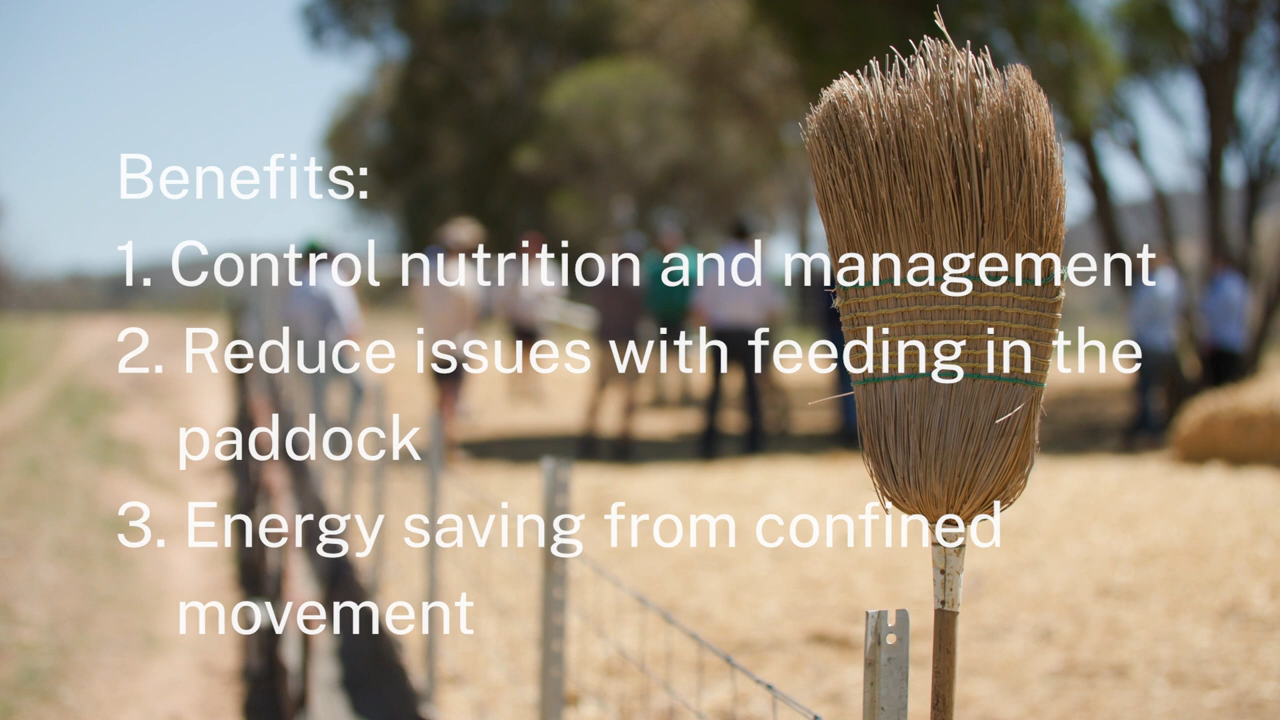 Benefits:
1. Control nutrition and management
2. Reduce issues with feeding in the
paddock
3. Energy saving from confined
movement